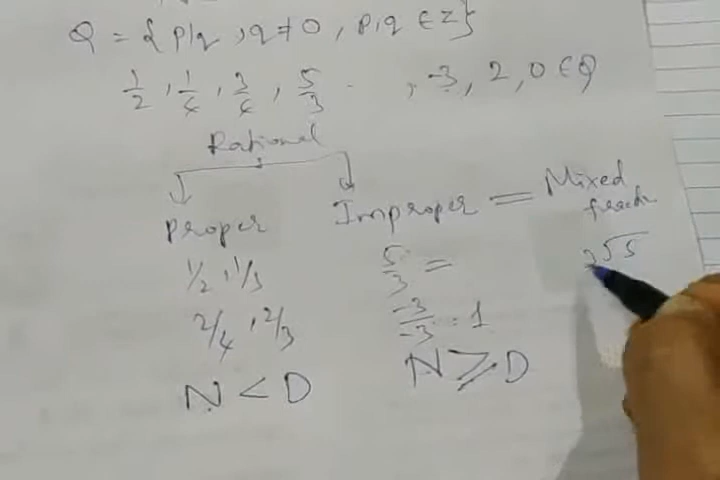 Q = { p/q , q ≠ 0 , p,q ∈ Z }
1/2 , 1/4 , 3/4 , 5/3 . , -3 , 2 , 0 ∈ Q
Rational
Proper Improper = Mixed
1/2 , 1/3 5/3 =
2/4 , 2/3 -3/-3 = 1
N < D N ⩾ D